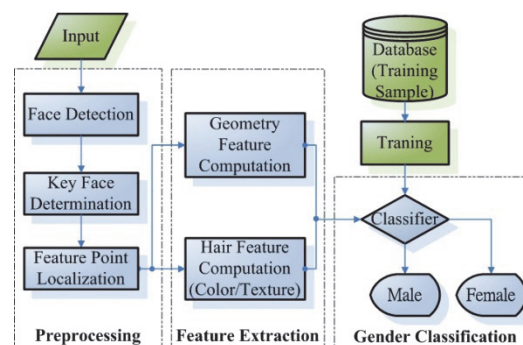 Input
Face Detection
Key Face
Determination
Feature Point
Localization
Preprocessing
Geometry
Feature
Computation
Hair Feature
Computation
(Color/Texture)
Feature Extraction
Database
(Training
Sample)
Traning
Classifier
Male
Female
Gender Classification